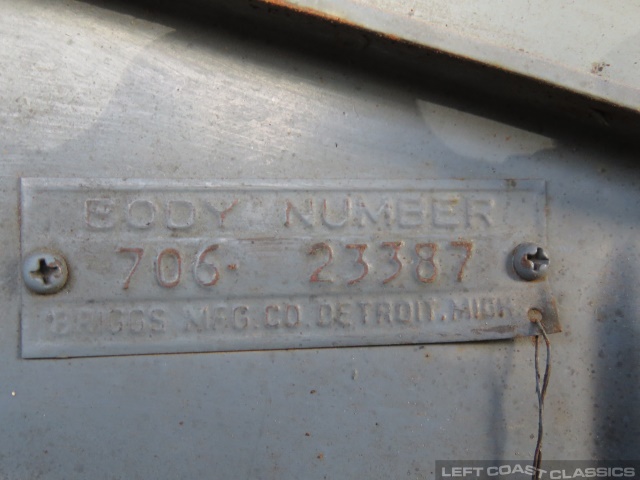 BODY NUMBER
706- 23387
BRIGGS MFG. CO. DETROIT, MICH.
LEFT COAST CLASSICS